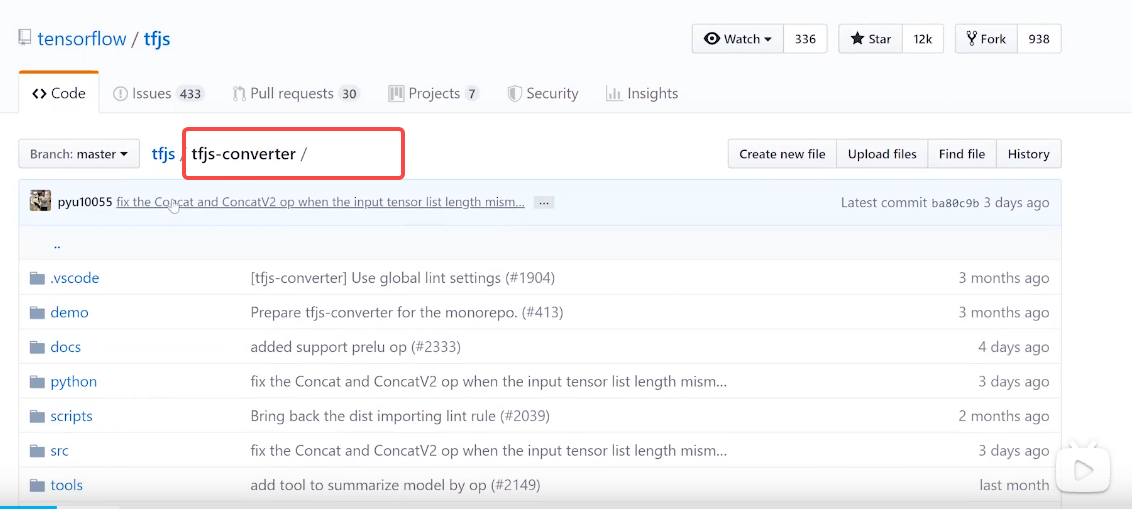 tensorflow / tfjs
Watch 336 Star 12k Fork 938
Code Issues 433 Pull requests 30 Projects 7 Security Insights
Branch: master tfjs / tfjs-converter / Create new file Upload files Find file History
pyu10055 fix the Concat and ConcatV2 op when the input tensor list length mism... ... Latest commit ba80c9b 3 days ago
..
.vscode [tfjs-converter] Use global lint settings (#1904) 3 months ago
demo Prepare tfjs-converter for the monorepo. (#413) 3 months ago
docs added support prelu op (#2333) 4 days ago
python fix the Concat and ConcatV2 op when the input tensor list length mism... 3 days ago
scripts Bring back the dist importing lint rule (#2039) 2 months ago
src fix the Concat and ConcatV2 op when the input tensor list length mism... 3 days ago
tools add tool to summarize model by op (#2149) last month